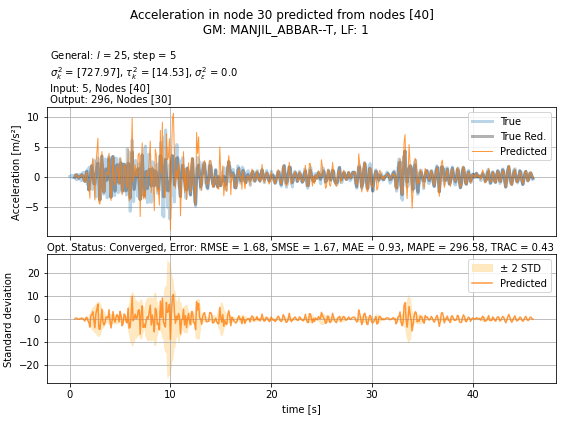 Acceleration in node 30 predicted from nodes [40]
GM: MANJIL_ABBAR--T, LF: 1
General: l = 25, step = 5
σ²ₖ = [727.97], τ²ₖ = [14.53], σ²ε = 0.0
Input: 5, Nodes [40]
Output: 296, Nodes [30]
Acceleration [m/s²]
10
5
0
−5
True
True Red.
Predicted
Opt. Status: Converged, Error: RMSE = 1.68, SMSE = 1.67, MAE = 0.93, MAPE = 296.58, TRAC = 0.43
Standard deviation
20
10
0
−10
−20
± 2 STD
Predicted
0
10
20
30
40
time [s]